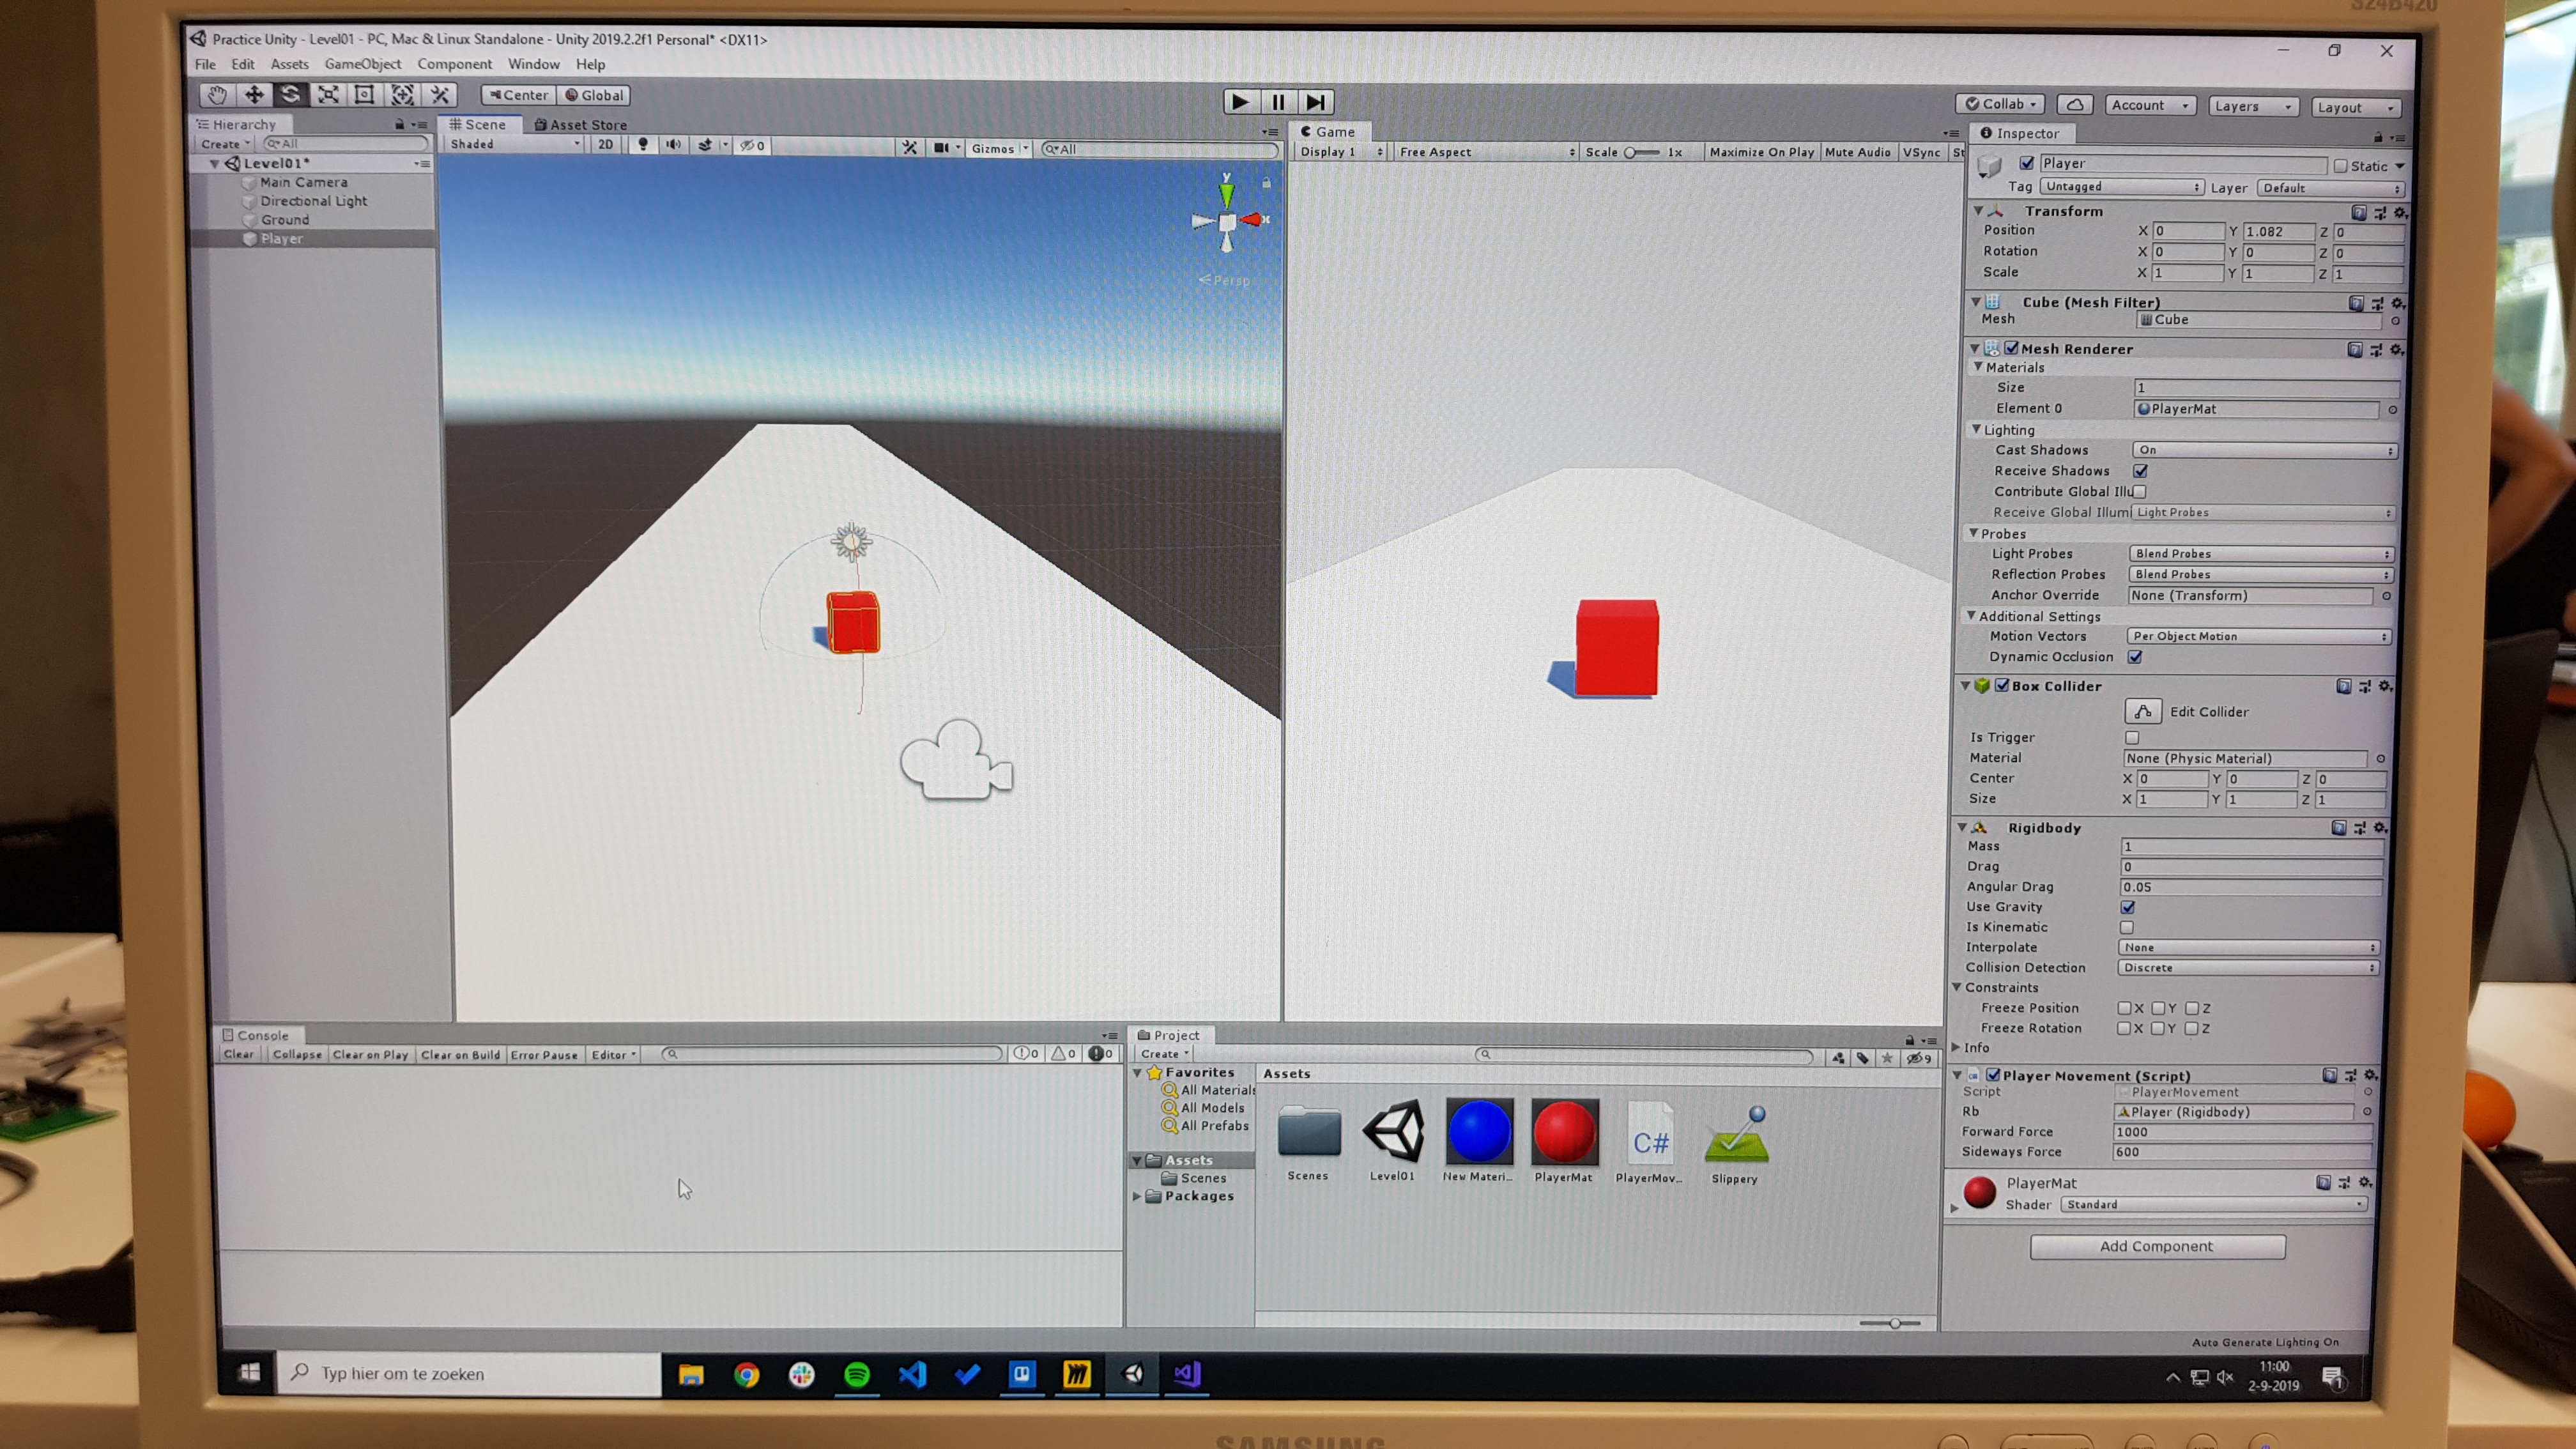 S24B420
Practice Unity - Level01 - PC, Mac & Linux Standalone - Unity 2019.2.2f1 Personal* <DX11>
File Edit Assets GameObject Component Window Help
Center Global
Collab Account Layers Layout
Hierarchy
Create All
Level01*
Main Camera
Directional Light
Ground
Player
Scene Asset Store
Shaded 2D 0 Gizmos All
y
x
Persp
Game
Display 1 Free Aspect Scale 1x Maximize On Play Mute Audio VSync St
Inspector
Player Static
Tag Untagged Layer Default
Transform
Position X 0 Y 1.082 Z 0
Rotation X 0 Y 0 Z 0
Scale X 1 Y 1 Z 1
Cube (Mesh Filter)
Mesh Cube
Mesh Renderer
Materials
Size 1
Element 0 PlayerMat
Lighting
Cast Shadows On
Receive Shadows
Contribute Global Illu
Receive Global Illumi Light Probes
Probes
Light Probes Blend Probes
Reflection Probes Blend Probes
Anchor Override None (Transform)
Additional Settings
Motion Vectors Per Object Motion
Dynamic Occlusion
Box Collider
Edit Collider
Is Trigger
Material None (Physic Material)
Center X 0 Y 0 Z 0
Size X 1 Y 1 Z 1
Rigidbody
Mass 1
Drag 0
Angular Drag 0.05
Use Gravity
Is Kinematic
Interpolate None
Collision Detection Discrete
Constraints
Freeze Position X Y Z
Freeze Rotation X Y Z
Info
Player Movement (Script)
Script PlayerMovement
Rb Player (Rigidbody)
Forward Force 1000
Sideways Force 600
PlayerMat
Shader Standard
Add Component
Console
Clear Collapse Clear on Play Clear on Build Error Pause Editor 0 0 0
Project
Create 9
Favorites
All Materials
All Models
All Prefabs
Assets
Scenes
Packages
Assets
C#
Scenes Level01 New Materi... PlayerMat PlayerMov... Slippery
Auto Generate Lighting On
Typ hier om te zoeken
11:00
2-9-2019
1
SAMSUNG